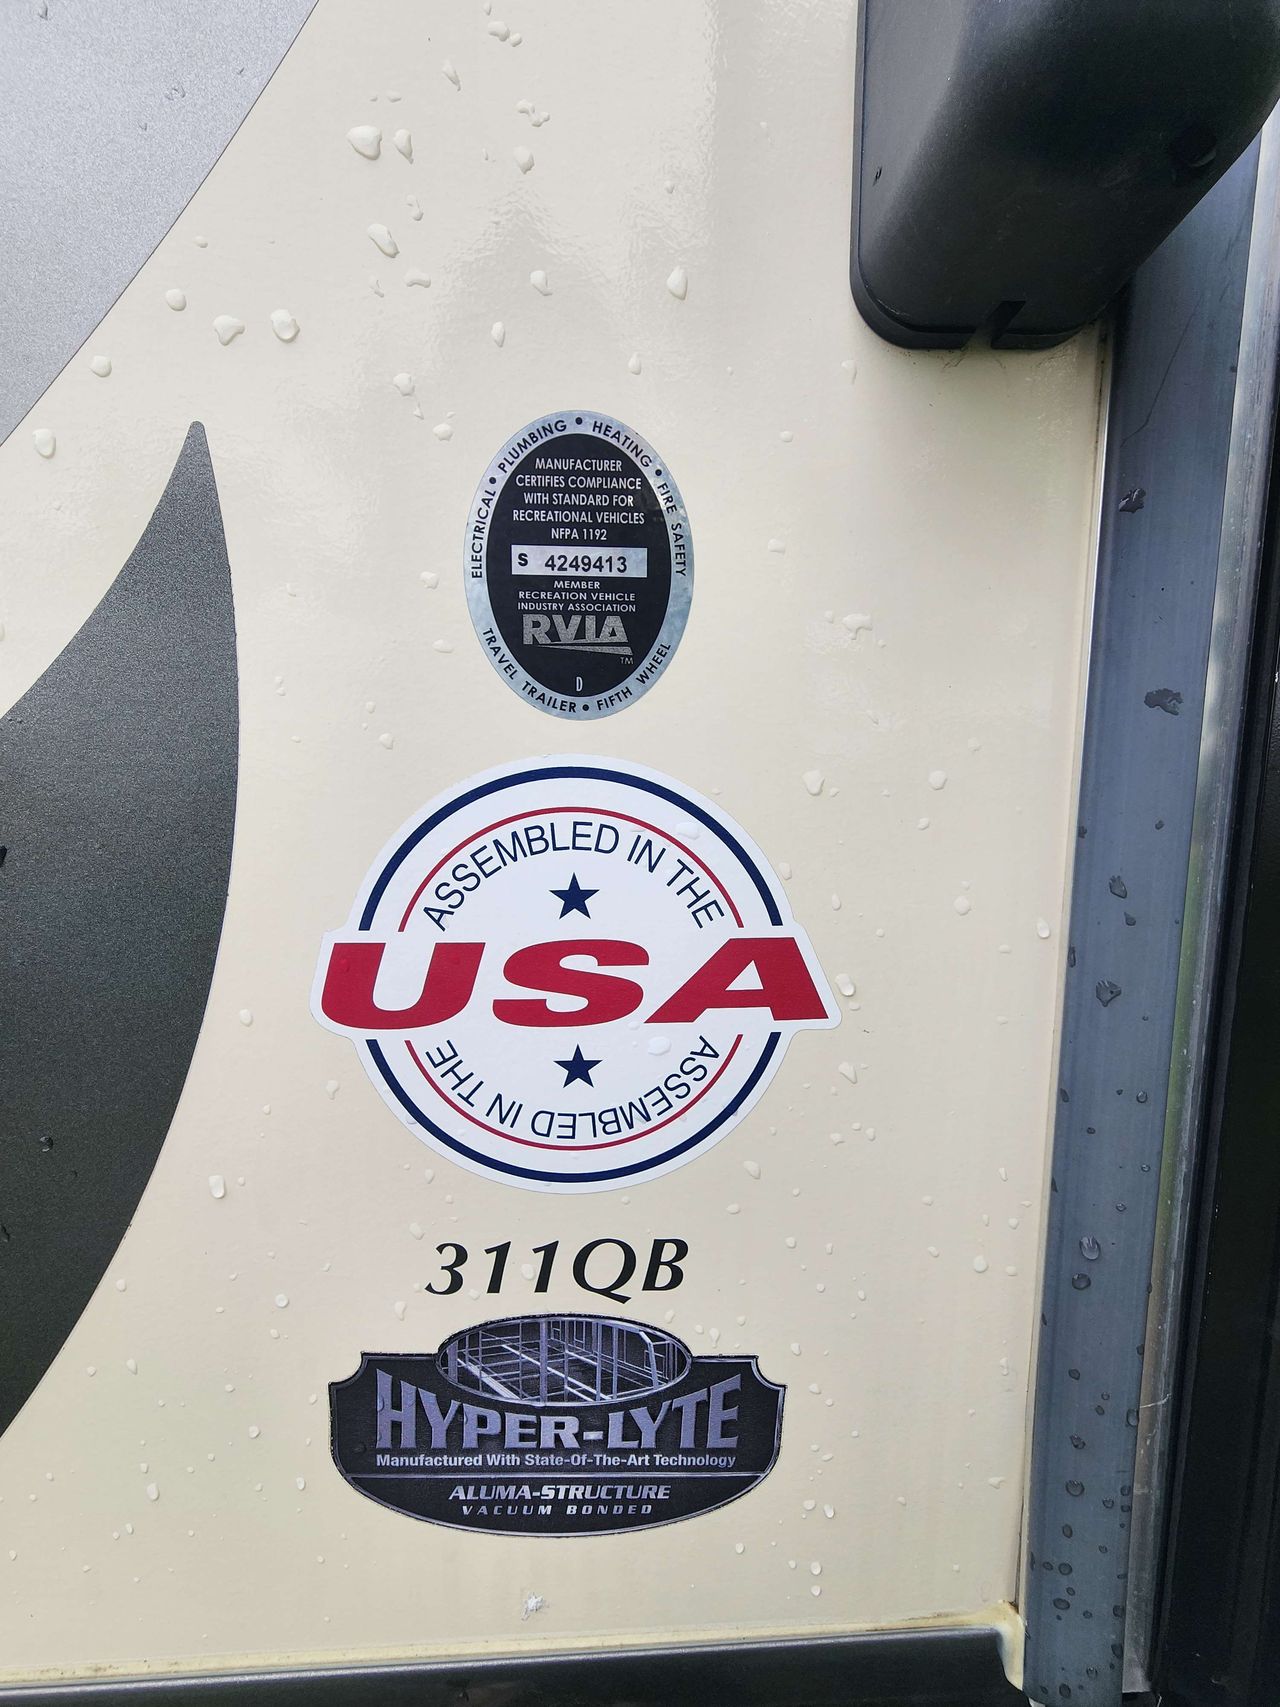 ELECTRICAL • PLUMBING • HEATING • FIRE SAFETY
MANUFACTURER
CERTIFIES COMPLIANCE
WITH STANDARD FOR
RECREATIONAL VEHICLES
NFPA 1192
S 4249413
MEMBER
RECREATION VEHICLE
INDUSTRY ASSOCIATION
RVIA
TM
D
TRAVEL TRAILER • FIFTH WHEEL
ASSEMBLED IN THE
USA
ASSEMBLED IN THE
311QB
HYPER-LYTE
Manufactured With State-Of-The-Art Technology
ALUMA-STRUCTURE
VACUUM BONDED